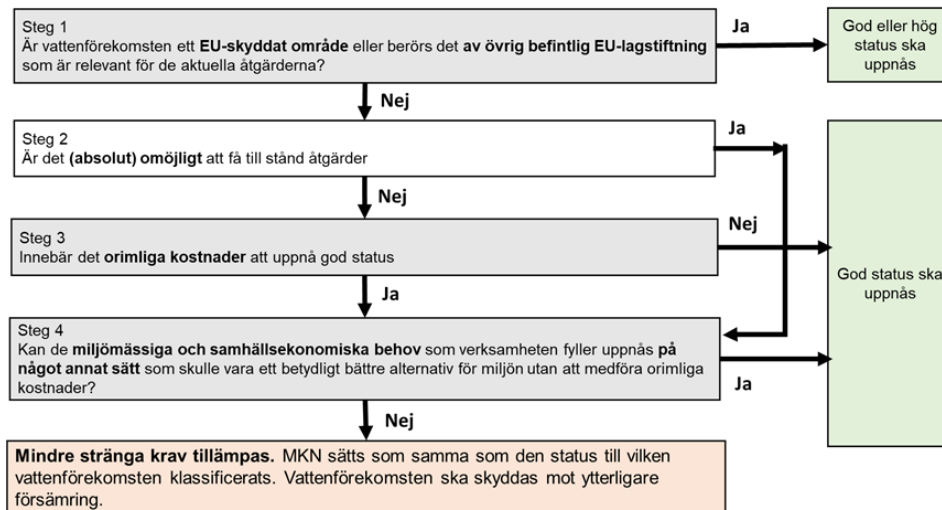 Steg 1
Är vattenförekomsten ett EU-skyddat område eller berörs det av övrig befintlig EU-lagstiftning
som är relevant för de aktuella åtgärderna?
Ja
God eller hög
status ska
uppnås
Nej
Steg 2
Är det (absolut) omöjligt att få till stånd åtgärder
Ja
Nej
Steg 3
Innebär det orimliga kostnader att uppnå god status
Nej
God status ska
uppnås
Ja
Steg 4
Kan de miljömässiga och samhällsekonomiska behov som verksamheten fyller uppnås på
något annat sätt som skulle vara ett betydligt bättre alternativ för miljön utan att medföra orimliga
kostnader?
Ja
Nej
Mindre stränga krav tillämpas. MKN sätts som samma som den status till vilken
vattenförekomsten klassificerats. Vattenförekomsten ska skyddas mot ytterligare
försämring.